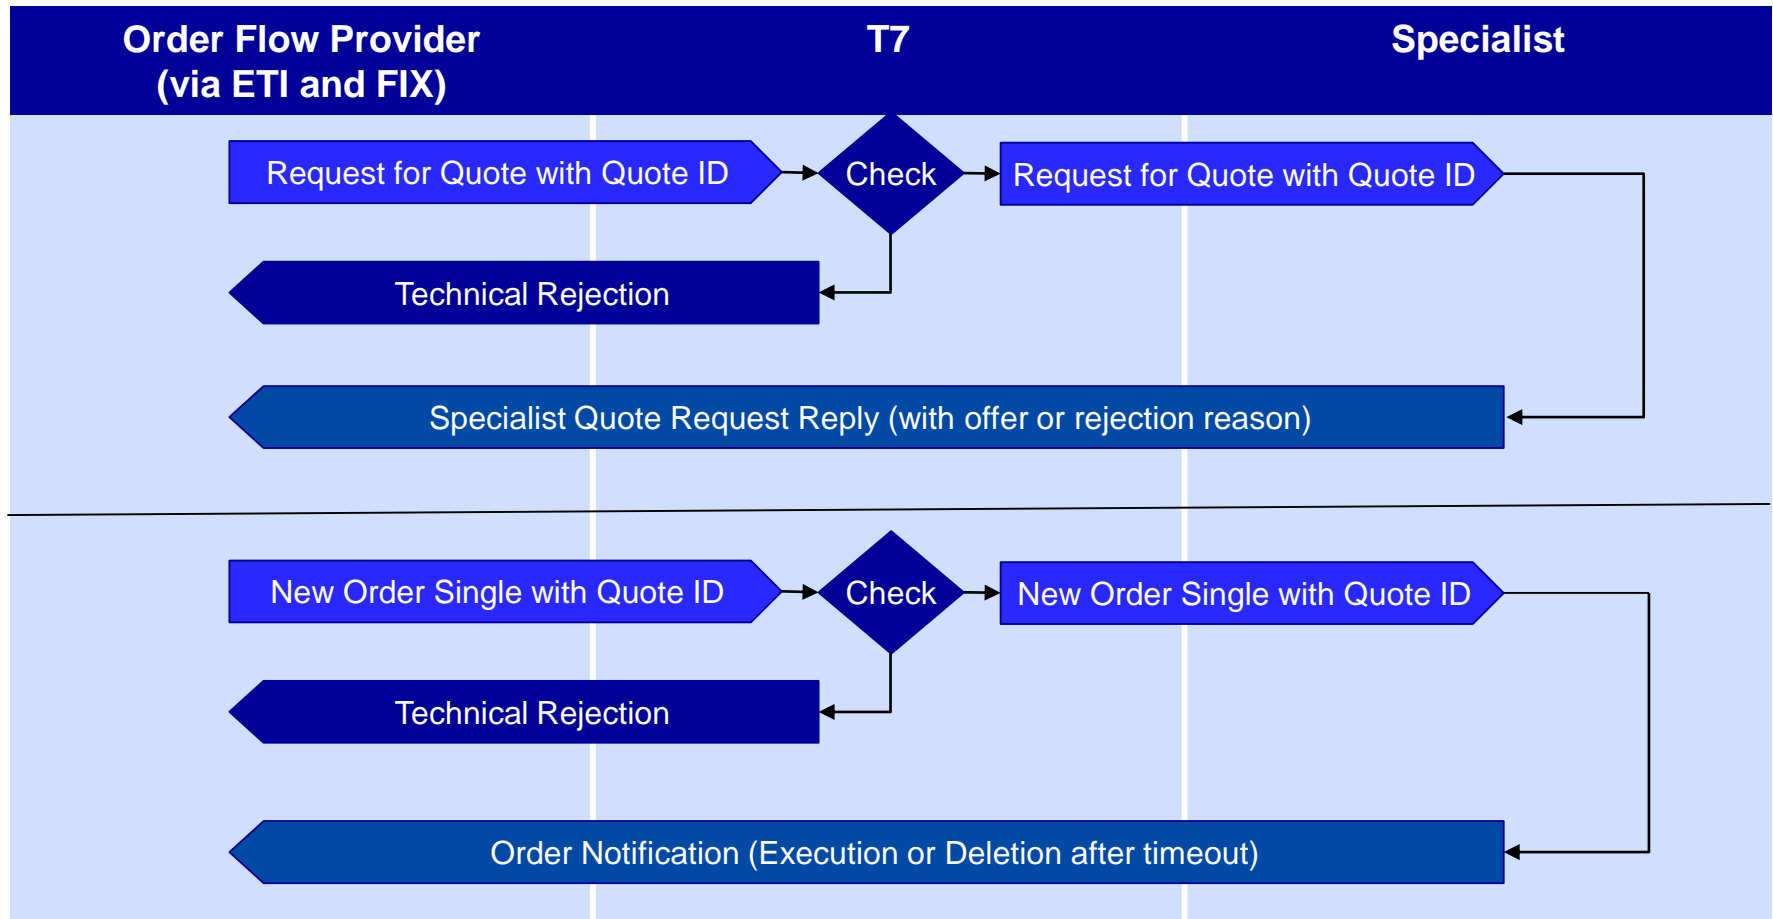 Order Flow Provider
(via ETI and FIX)
T7
Specialist
Request for Quote with Quote ID
Check
Request for Quote with Quote ID
Technical Rejection
Specialist Quote Request Reply (with offer or rejection reason)
New Order Single with Quote ID
Check
New Order Single with Quote ID
Technical Rejection
Order Notification (Execution or Deletion after timeout)